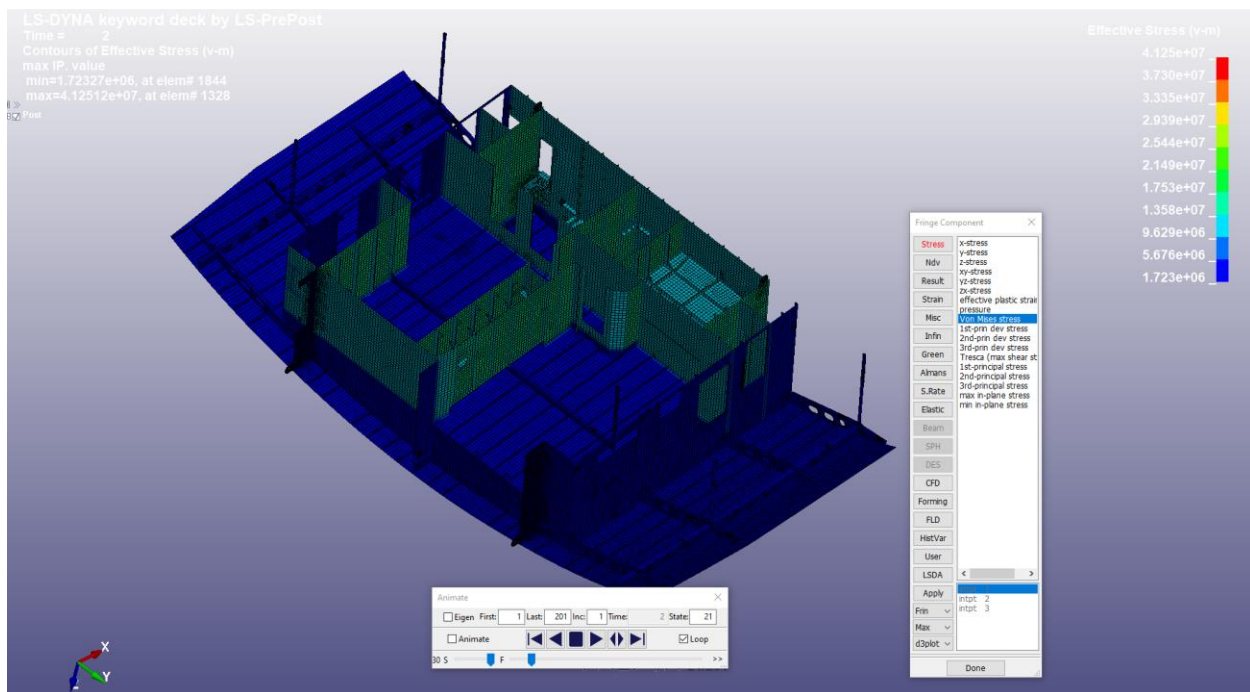 LS-DYNA keyword deck by LS-PrePost
Time = 2
Contours of Effective Stress (v-m)
max IP. value
min=1.72327e+06, at elem# 1844
max=4.12512e+07, at elem# 1328
Post
Effective Stress (v-m)
4.125e+07
3.730e+07
3.335e+07
2.939e+07
2.544e+07
2.149e+07
1.753e+07
1.358e+07
9.629e+06
5.676e+06
1.723e+06
Fringe Component
Stress
Ndv
Result
Strain
Misc
Infin
Green
Almans
S.Rate
Elastic
Beam
SPH
DES
CFD
Forming
FLD
HistVar
User
LSDA
Apply
Frin
Max
d3plot
x-stress
y-stress
z-stress
xy-stress
yz-stress
zx-stress
effective plastic strain
pressure
Von Mises stress
1st-prin dev stress
2nd-prin dev stress
3rd-prin dev stress
Tresca (max shear st
1st-principal stress
2nd-principal stress
3rd-principal stress
max in-plane stress
min in-plane stress
intpt 2
intpt 3
Done
Animate
Eigen First: 1 Last: 201 Inc: 1 Time: 2 State: 21
Animate Loop
30 S F >>
X
Y